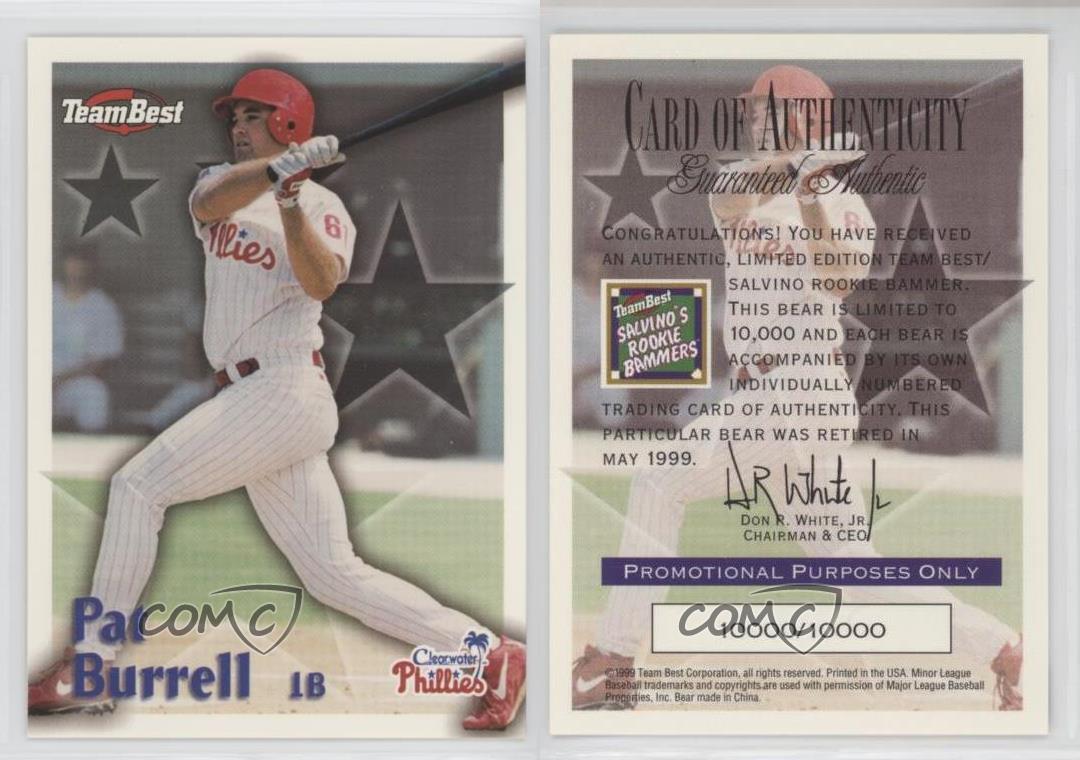 TeamBest
Phillies
6
Pat
Burrell 1B
Clearwater
Phillies
COMC
CARD OF AUTHENTICITY
Guaranteed Authentic
CONGRATULATIONS! YOU HAVE RECEIVED
AN AUTHENTIC, LIMITED EDITION TEAM BEST/
SALVINO ROOKIE BAMMER.
THIS BEAR IS LIMITED TO
10,000 AND EACH BEAR IS
ACCOMPANIED BY ITS OWN
INDIVIDUALLY NUMBERED
TRADING CARD OF AUTHENTICITY. THIS
PARTICULAR BEAR WAS RETIRED IN
MAY 1999.
TeamBest
SALVINO'S
ROOKIE
BAMMERS
D R White Jr
DON R. WHITE, JR.
CHAIRMAN & CEO
PROMOTIONAL PURPOSES ONLY
10000/10000
COMC
©1999 Team Best Corporation, all rights reserved. Printed in the USA. Minor League
Baseball trademarks and copyrights are used with permission of Major League Baseball
Properties, Inc. Bear made in China.